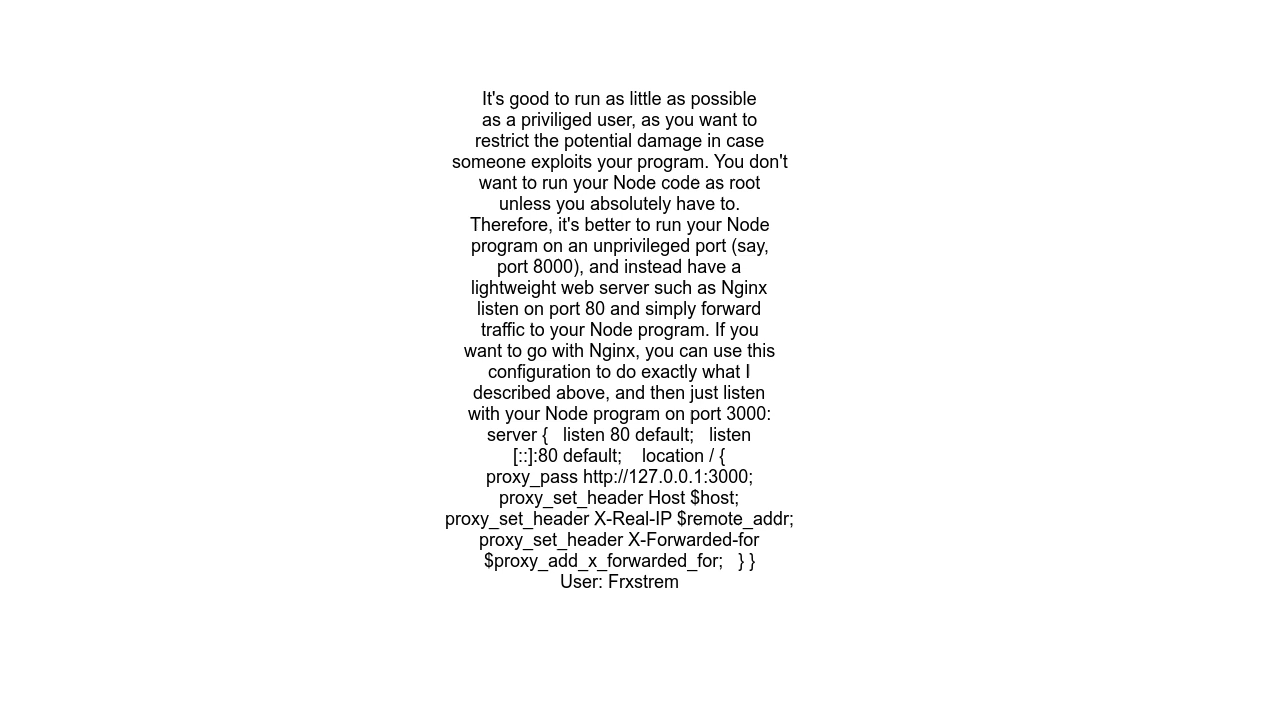 It's good to run as little as possible
as a priviliged user, as you want to
restrict the potential damage in case
someone exploits your program. You don't
want to run your Node code as root
unless you absolutely have to.
Therefore, it's better to run your Node
program on an unprivileged port (say,
port 8000), and instead have a
lightweight web server such as Nginx
listen on port 80 and simply forward
traffic to your Node program. If you
want to go with Nginx, you can use this
configuration to do exactly what I
described above, and then just listen
with your Node program on port 3000:
server {   listen 80 default;   listen
[::]:80 default;    location / {
proxy_pass http://127.0.0.1:3000;
proxy_set_header Host $host;
proxy_set_header X-Real-IP $remote_addr;
proxy_set_header X-Forwarded-for
$proxy_add_x_forwarded_for;   } }
User: Frxstrem